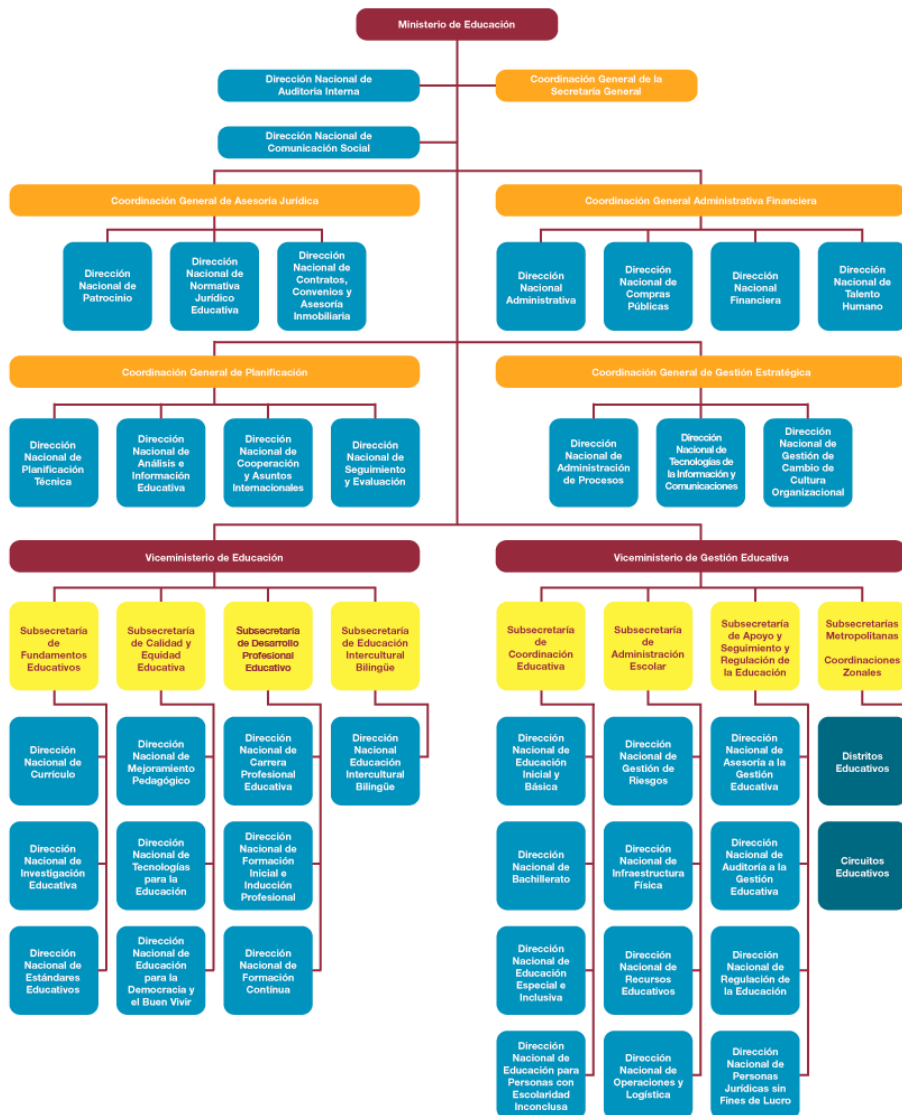 Ministerio de Educación
Dirección Nacional de
Auditoria Interna
Coordinación General de la
Secretaría General
Dirección Nacional de
Comunicación Social
Coordinación General de Asesoría Jurídica
Coordinación General Administrativa Financiera
Dirección
Nacional de
Patrocinio
Dirección
Nacional de
Normativa
Jurídico
Educativa
Dirección
Nacional de
Contratos,
Convenios y
Asesoría
Inmobiliaria
Dirección
Nacional
Administrativa
Dirección
Nacional de
Compras
Públicas
Dirección
Nacional
Financiera
Dirección
Nacional de
Talento
Humano
Coordinación General de Planificación
Coordinación General de Gestión Estratégica
Dirección
Nacional de
Planificación
Técnica
Dirección
Nacional de
Análisis e
Información
Educativa
Dirección
Nacional de
Cooperación
y Asuntos
Internacionales
Dirección
Nacional de
Seguimiento
y Evaluación
Dirección
Nacional de
Administración
de Procesos
Dirección
Nacional de
Tecnologías de
la Información y
Comunicaciones
Dirección
Nacional de
Gestión de
Cambio de
Cultura
Organizacional
Viceministerio de Educación
Viceministerio de Gestión Educativa
Subsecretaría
de
Fundamentos
Educativos
Subsecretaría
de Calidad y
Equidad
Educativa
Subsecretaría
de Desarrollo
Profesional
Educativo
Subsecretaría
de Educación
Intercultural
Bilingüe
Subsecretaría
de
Coordinación
Educativa
Subsecretaría
de
Administración
Escolar
Subsecretaría
de Apoyo y
Seguimiento y
Regulación de
la Educación
Subsecretarías
Metropolitanas
Coordinaciones
Zonales
Dirección
Nacional de
Currículo
Dirección
Nacional de
Mejoramiento
Pedagógico
Dirección
Nacional de
Carrera
Profesional
Educativa
Dirección
Nacional
Educación
Intercultural
Bilingüe
Dirección
Nacional de
Educación
Inicial y
Básica
Dirección
Nacional de
Gestión de
Riesgos
Dirección
Nacional de
Asesoría a la
Gestión
Educativa
Distritos
Educativos
Dirección
Nacional de
Investigación
Educativa
Dirección
Nacional de
Tecnologías
para la
Educación
Dirección
Nacional de
Formación
Inicial e
Inducción
Profesional
Dirección
Nacional de
Bachillerato
Dirección
Nacional de
Infraestructura
Física
Dirección
Nacional de
Auditoría a la
Gestión
Educativa
Circuitos
Educativos
Dirección
Nacional de
Estándares
Educativos
Dirección
Nacional de
Educación
para la
Democracia y
el Buen Vivir
Dirección
Nacional de
Formación
Contínua
Dirección
Nacional de
Educación
Especial e
Inclusiva
Dirección
Nacional de
Recursos
Educativos
Dirección
Nacional de
Regulación de
la Educación
Dirección
Nacional de
Educación para
Personas con
Escolaridad
Inconclusa
Dirección
Nacional de
Operaciones y
Logística
Dirección
Nacional de
Personas
Jurídicas sin
Fines de Lucro